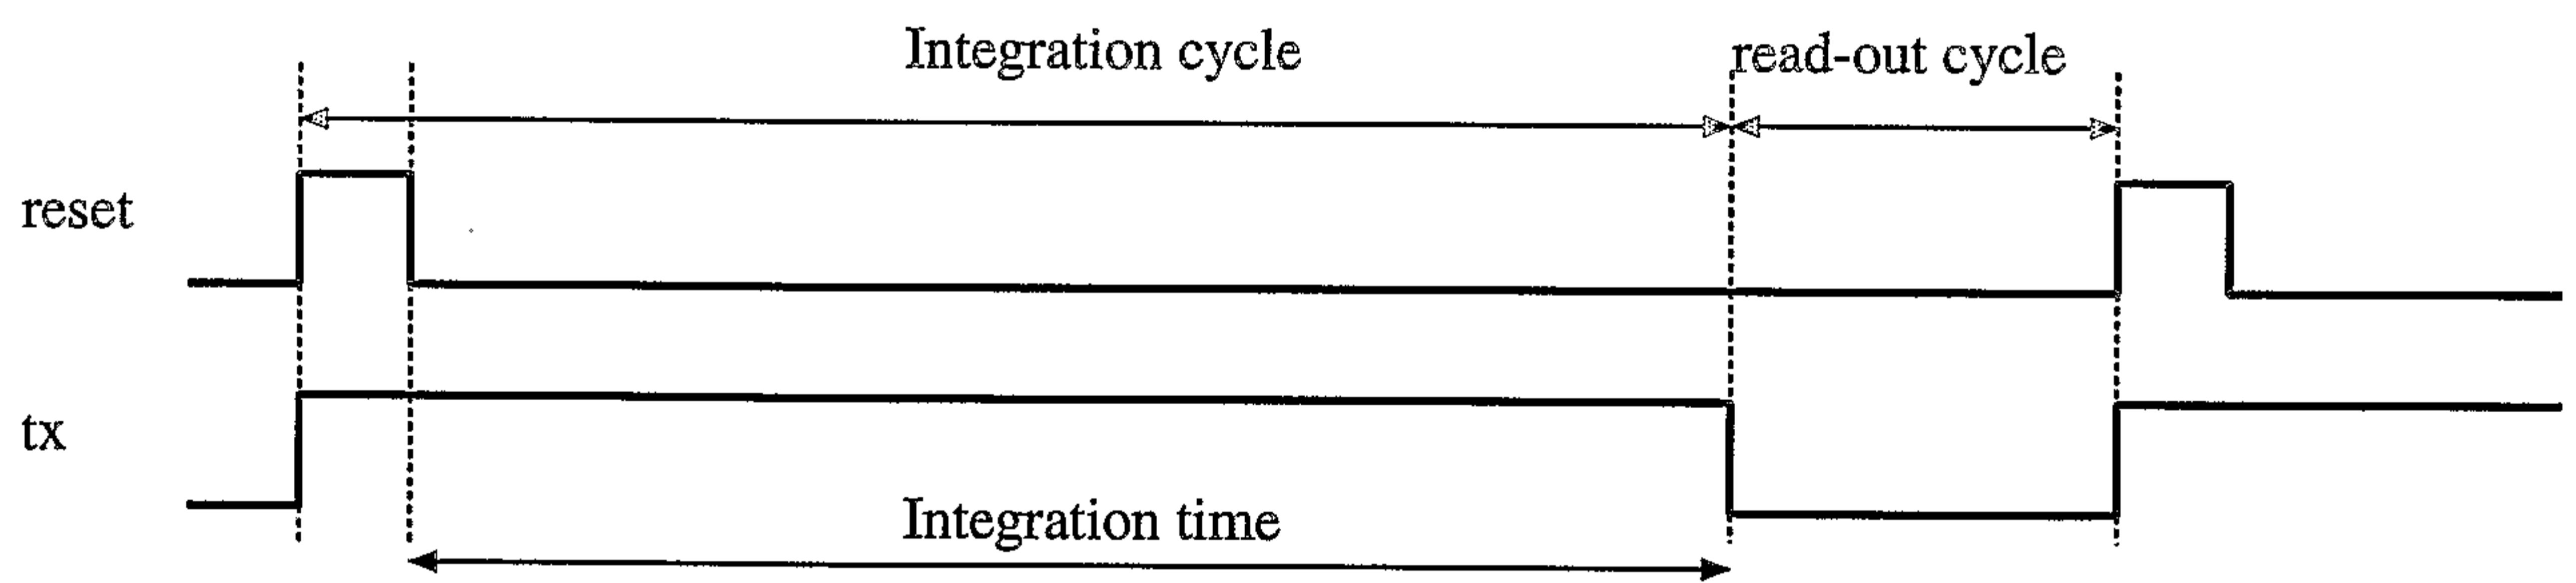 Integration cycle
read-out cycle
reset
tx
Integration time